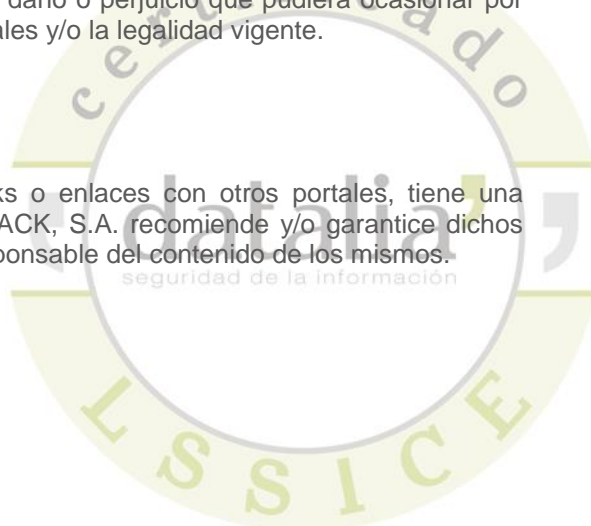 daño o perjuicio que pudiera ocasionar por
ales y/o la legalidad vigente.
certificado
ks o enlaces con otros portales, tiene una
ACK, S.A. recomiende y/o garantice dichos
ponsable del contenido de los mismos.
datalia
seguridad de la información
LSSICE